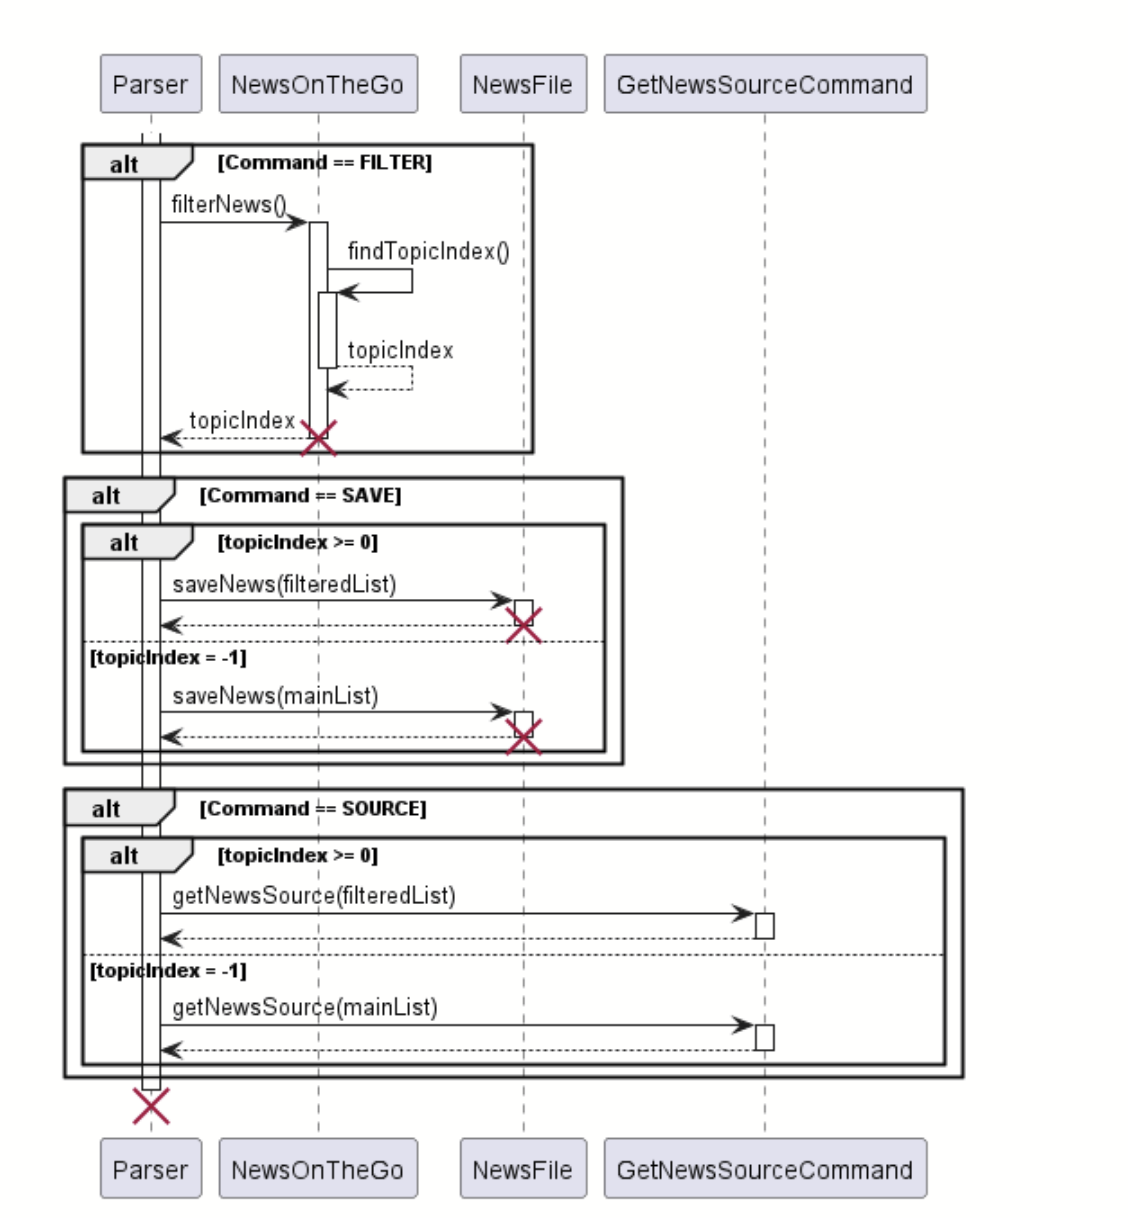 Parser NewsOnTheGo NewsFile GetNewsSourceCommand
alt [Command == FILTER]
filterNews()
findTopicIndex()
topicIndex
topicIndex
alt [Command == SAVE]
alt [topicIndex >= 0]
saveNews(filteredList)
[topicIndex = -1]
saveNews(mainList)
alt [Command == SOURCE]
alt [topicIndex >= 0]
getNewsSource(filteredList)
[topicIndex = -1]
getNewsSource(mainList)
Parser NewsOnTheGo NewsFile GetNewsSourceCommand